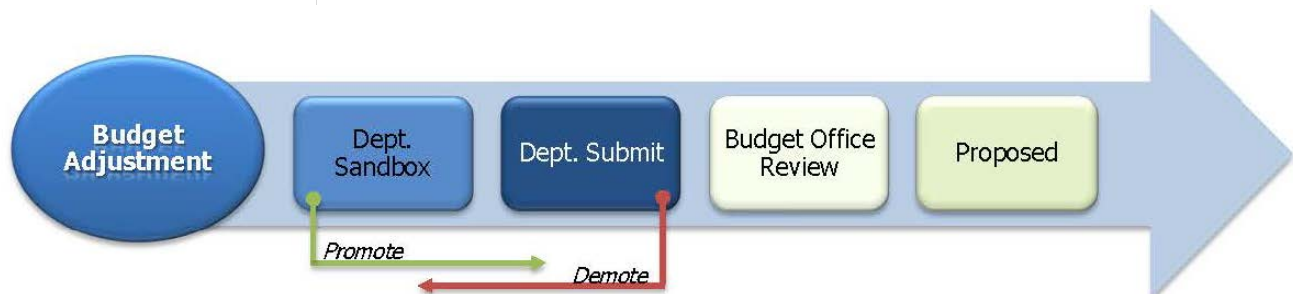 Budget
Adjustment
Dept.
Sandbox
Dept. Submit
Budget Office
Review
Proposed
Promote
Demote